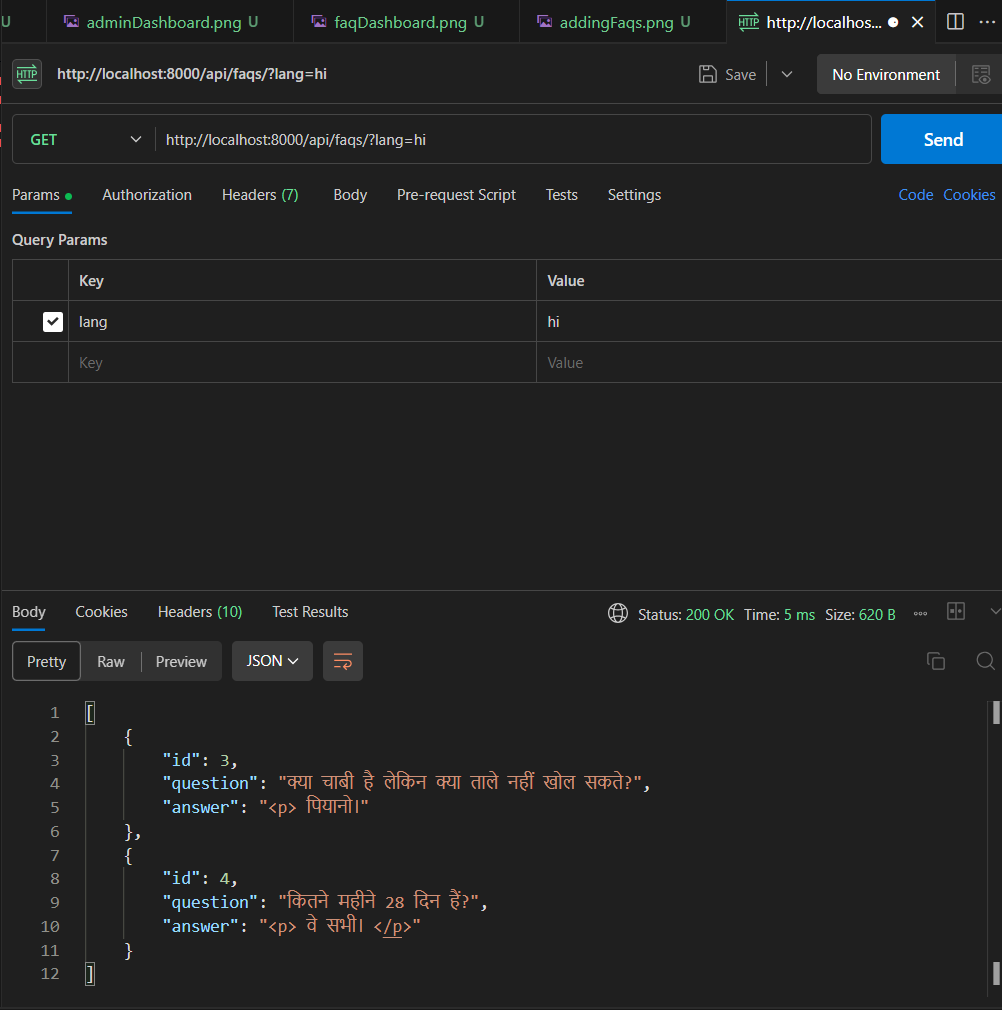 U adminDashboard.png U faqDashboard.png U addingFaqs.png U HTTP http://localhos...
HTTP http://localhost:8000/api/faqs/?lang=hi Save No Environment
GET http://localhost:8000/api/faqs/?lang=hi Send
Params Authorization Headers (7) Body Pre-request Script Tests Settings Code Cookies
Query Params
Key Value
lang hi
Key Value
Body Cookies Headers (10) Test Results Status: 200 OK Time: 5 ms Size: 620 B
Pretty Raw Preview JSON
1 [
2 {
3 "id": 3,
4 "question": "क्या चाबी है लेकिन क्या ताले नहीं खोल सकते?",
5 "answer": "<p> पियानो।"
6 },
7 {
8 "id": 4,
9 "question": "कितने महीने 28 दिन हैं?",
10 "answer": "<p> वे सभी। </p>"
11 }
12 ]